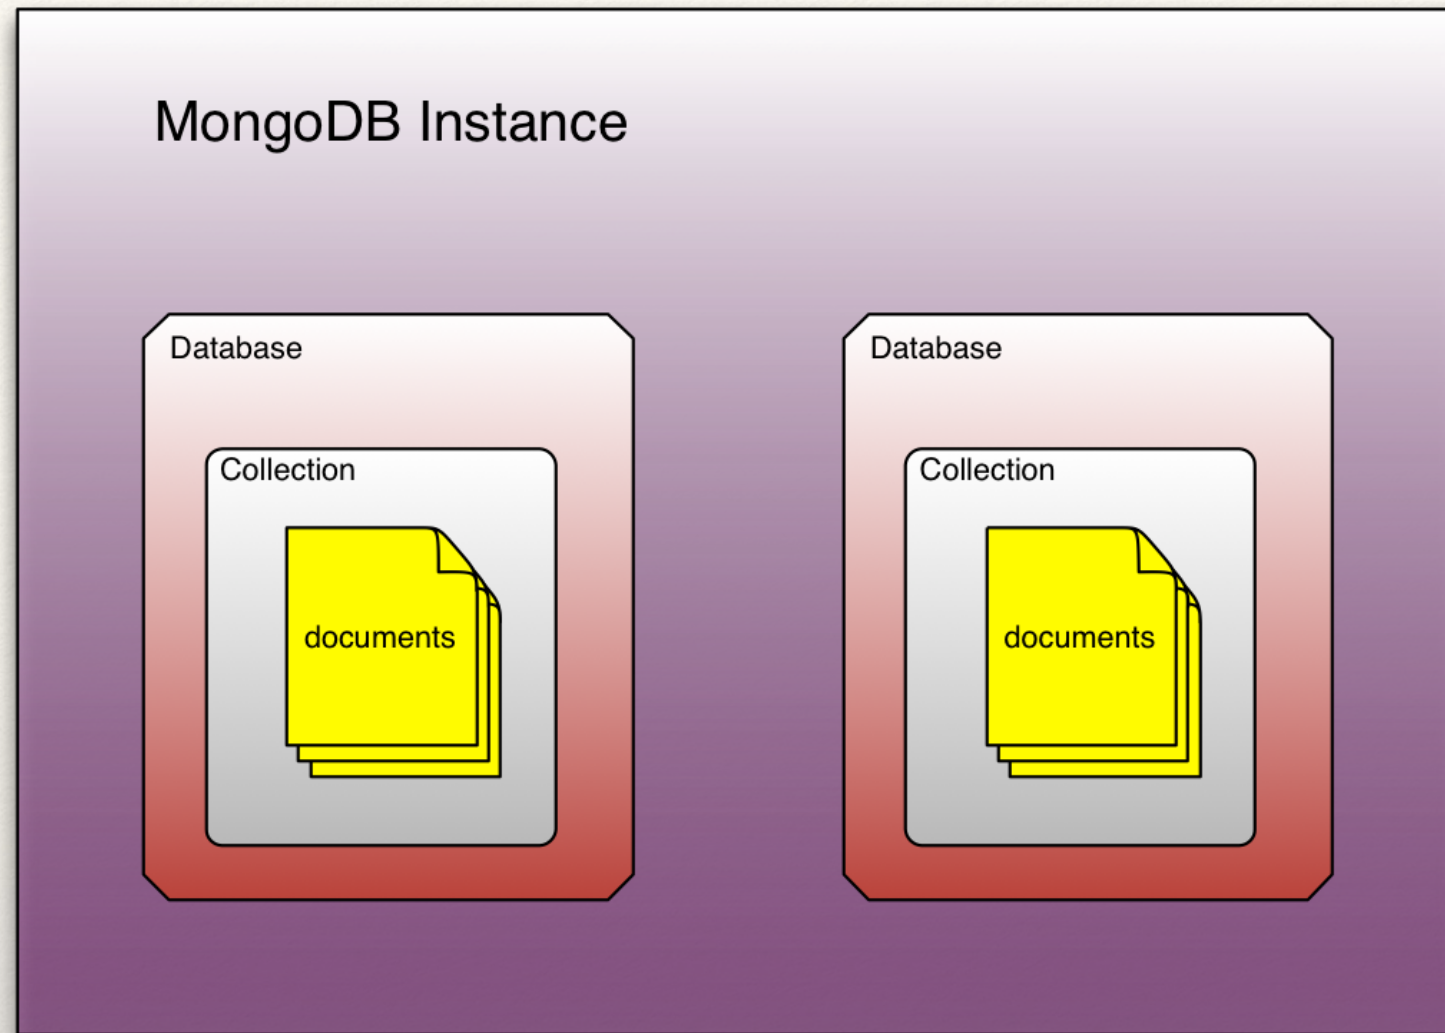 MongoDB Instance
Database
Collection
documents
Database
Collection
documents